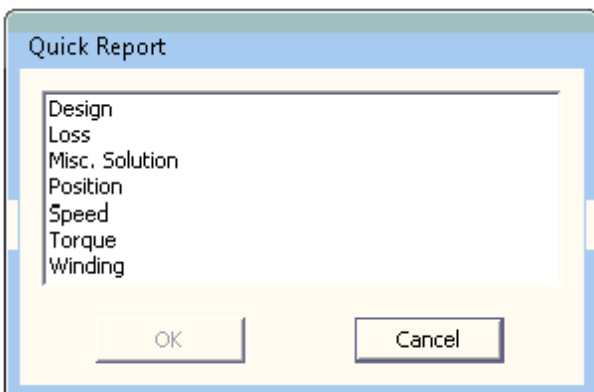 Quick Report
Design
Loss
Misc. Solution
Position
Speed
Torque
Winding
OK
Cancel